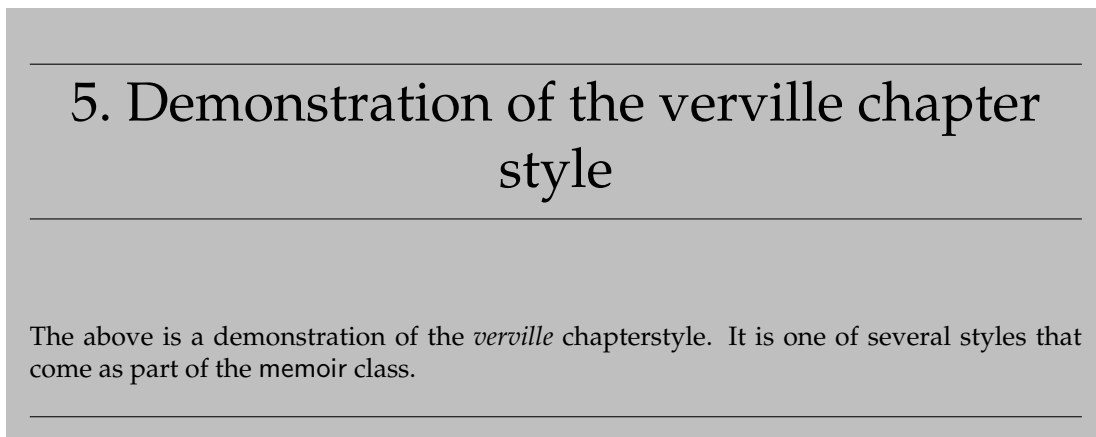 5. Demonstration of the verville chapter
style
The above is a demonstration of the verville chapterstyle. It is one of several styles that
come as part of the memoir class.